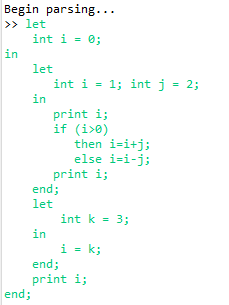 Begin parsing...
>> let
    int i = 0;
in
    let
       int i = 1; int j = 2;
    in
       print i;
       if (i>0)
          then i=i+j;
          else i=i-j;
       print i;
    end;
    let
        int k = 3;
    in
        i = k;
    end;
    print i;
end;